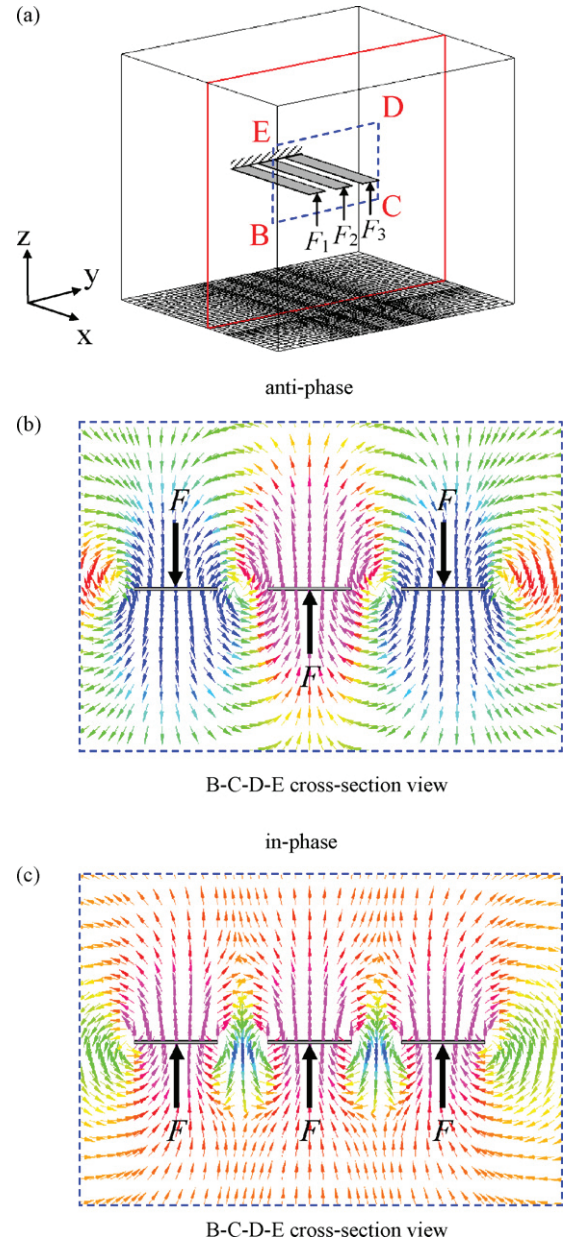 (a)
E
D
B
C
F1 F2 F3
z
y
x
anti-phase
(b)
F
F
F
B-C-D-E cross-section view
in-phase
(c)
F
F
F
B-C-D-E cross-section view